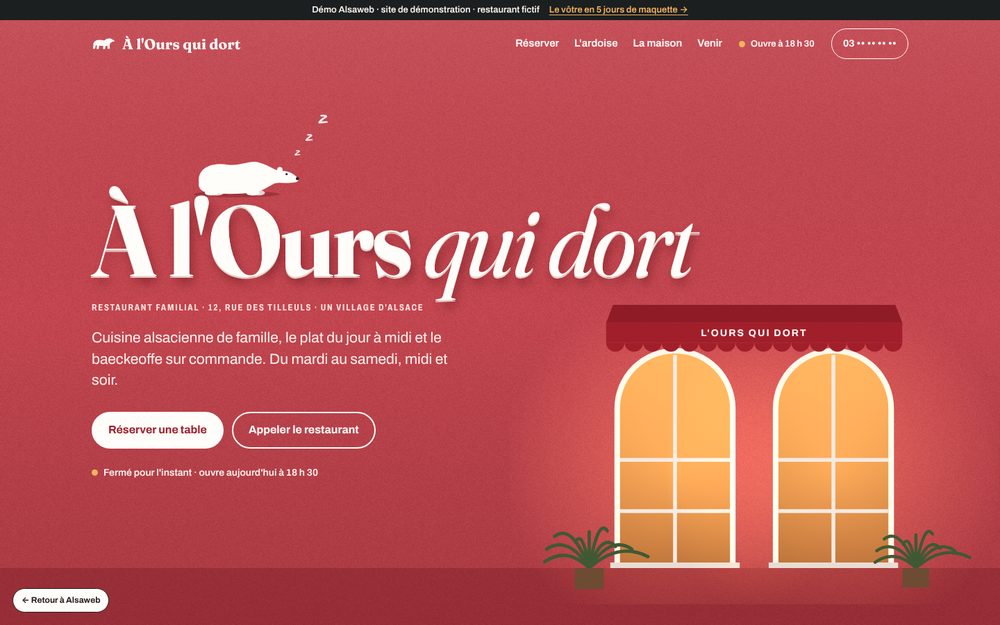 Démo Alsaweb · site de démonstration · restaurant fictif Le vôtre en 5 jours de maquette →
À l'Ours qui dort
Réserver L'ardoise La maison Venir Ouvre à 18 h 30 03 •• •• •• ••
z
z
z
À l'Ours qui dort
RESTAURANT FAMILIAL · 12, RUE DES TILLEULS · UN VILLAGE D'ALSACE
Cuisine alsacienne de famille, le plat du jour à midi et le
baeckeoffe sur commande. Du mardi au samedi, midi et
soir.
Réserver une table Appeler le restaurant
Fermé pour l'instant · ouvre aujourd'hui à 18 h 30
L'OURS QUI DORT
← Retour à Alsaweb